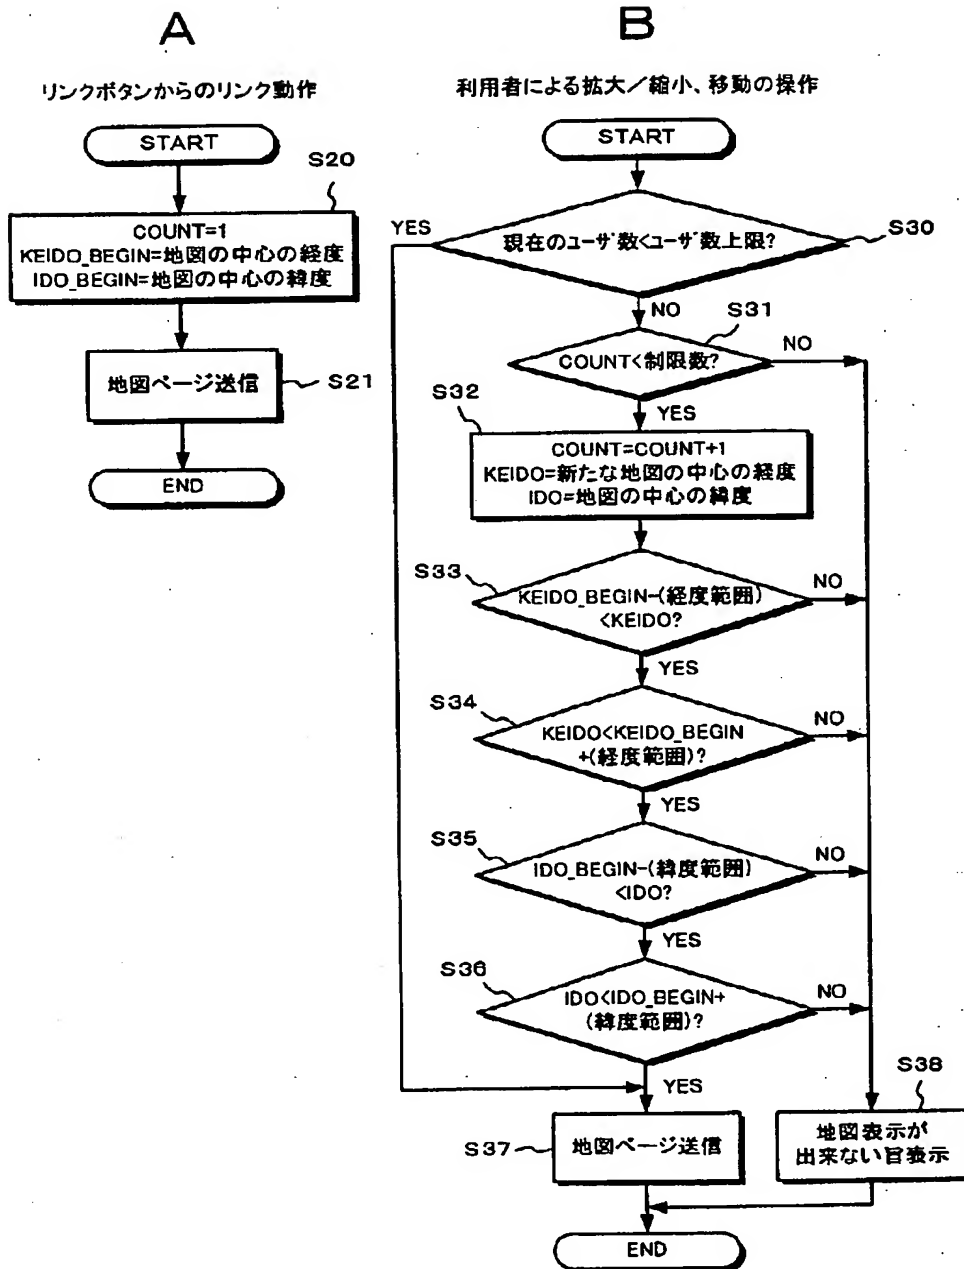 A
リンクボタンからのリンク動作
START
S20
COUNT=1
KEIDO_BEGIN=地図の中心の経度
IDO_BEGIN=地図の中心の緯度
地図ページ送信
S21
END
B
利用者による拡大／縮小、移動の操作
START
YES
現在のユーザ数<ユーザ数上限?
S30
NO
S31
COUNT<制限数?
NO
S32
YES
COUNT=COUNT+1
KEIDO=新たな地図の中心の経度
IDO=地図の中心の緯度
S33
KEIDO_BEGIN-(経度範囲)
<KEIDO?
NO
YES
S34
KEIDO<KEIDO_BEGIN
+(経度範囲)?
NO
YES
S35
IDO_BEGIN-(緯度範囲)
<IDO?
NO
YES
S36
IDO<IDO_BEGIN+
(緯度範囲)?
NO
YES
S38
S37
地図ページ送信
地図表示が
出来ない旨表示
END